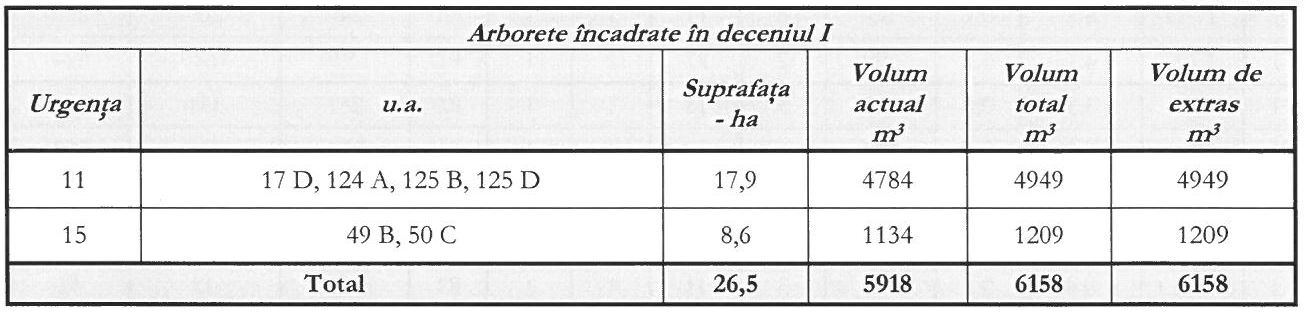 Arborete încadrate în deceniul I
Urgența u.a. Suprafața - ha Volum actual m³ Volum total m³ Volum de extras m³
11 17 D, 124 A, 125 B, 125 D 17,9 4784 4949 4949
15 49 B, 50 C 8,6 1134 1209 1209
Total 26,5 5918 6158 6158